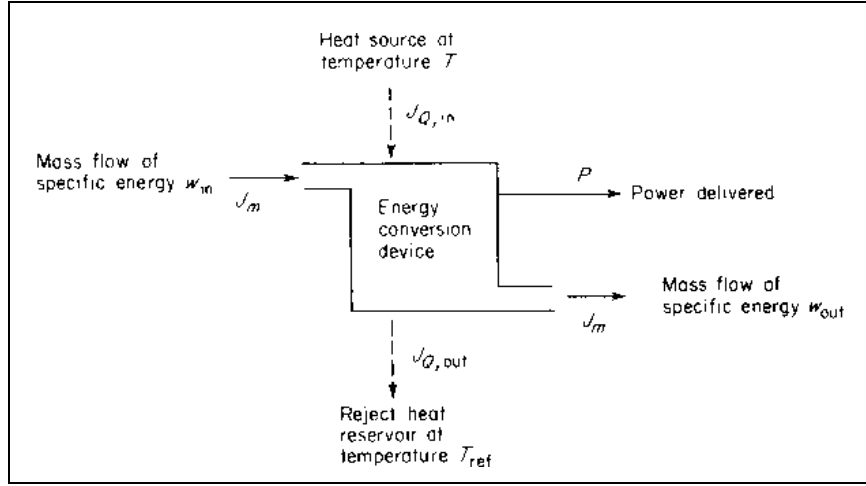 Heat source at
temperature T
J_Q, in
Mass flow of
specific energy w_in
J_m
P
Power delivered
Energy
conversion
device
Mass flow of
specific energy w_out
J_m
J_Q, out
Reject heat
reservoir at
temperature T_ref